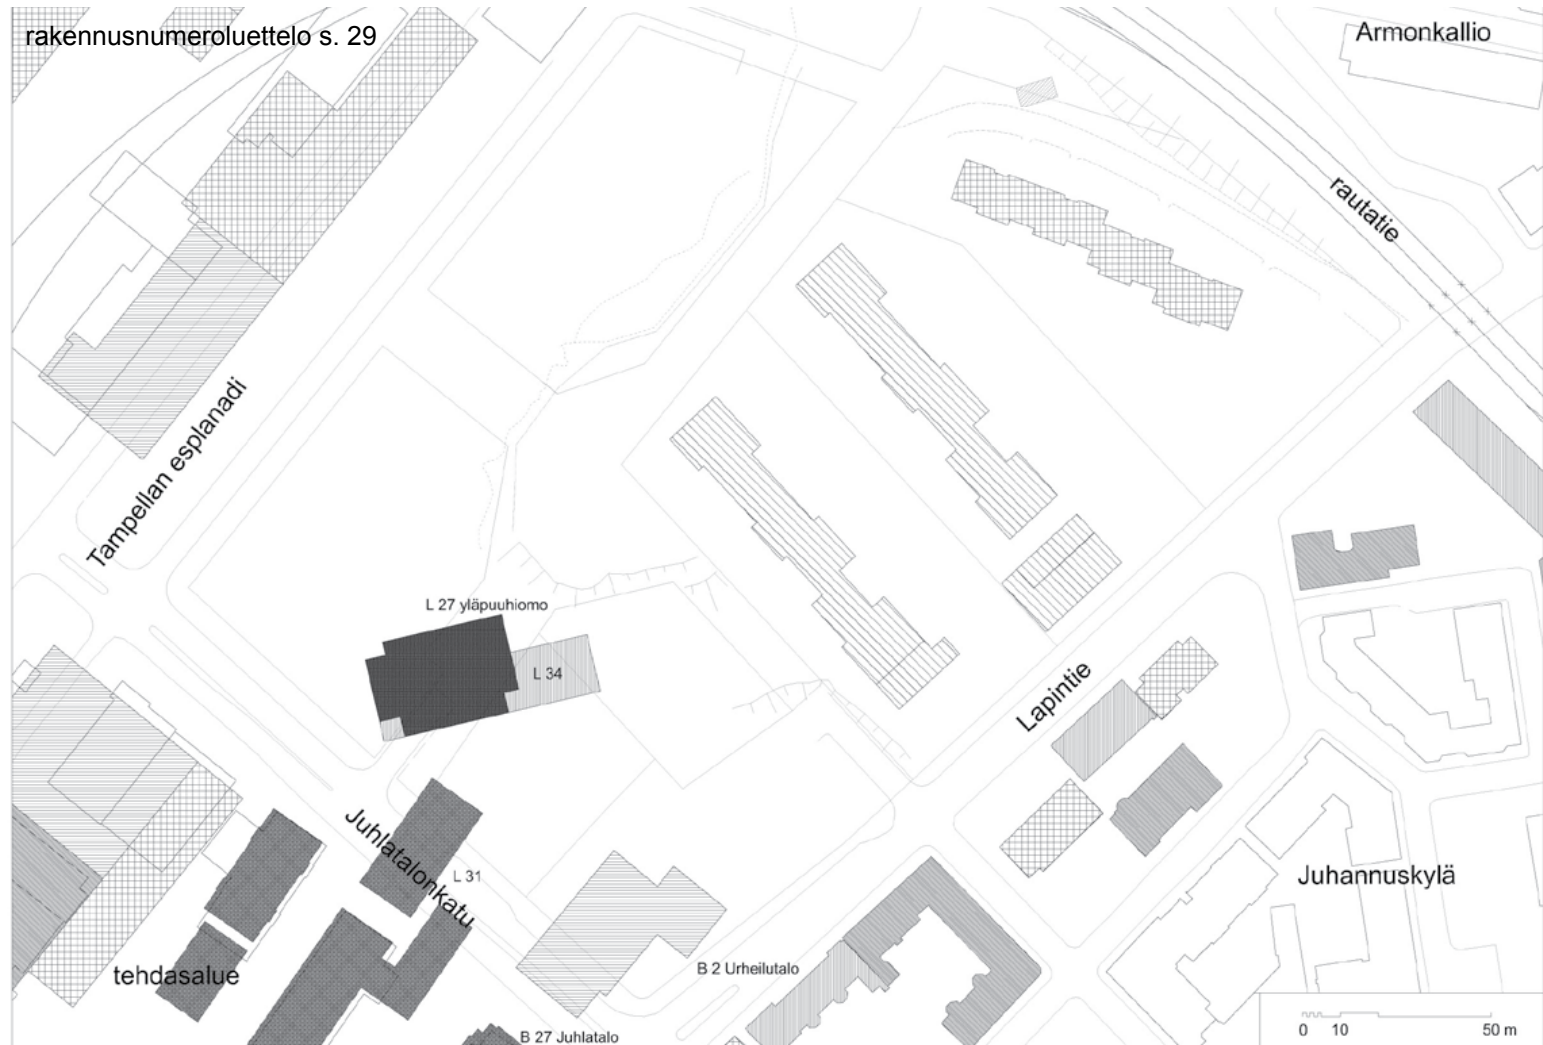 rakennusnumeroluettelo s. 29
Armonkallio
rautatie
Tampellan esplanadi
L 27 yläpuuhiomo
L 34
Lapintie
Juhlatalonkatu
L 31
Juhannuskylä
tehdasalue
B 2 Urheilutalo
B 27 Juhlatalo
0 10 50 m